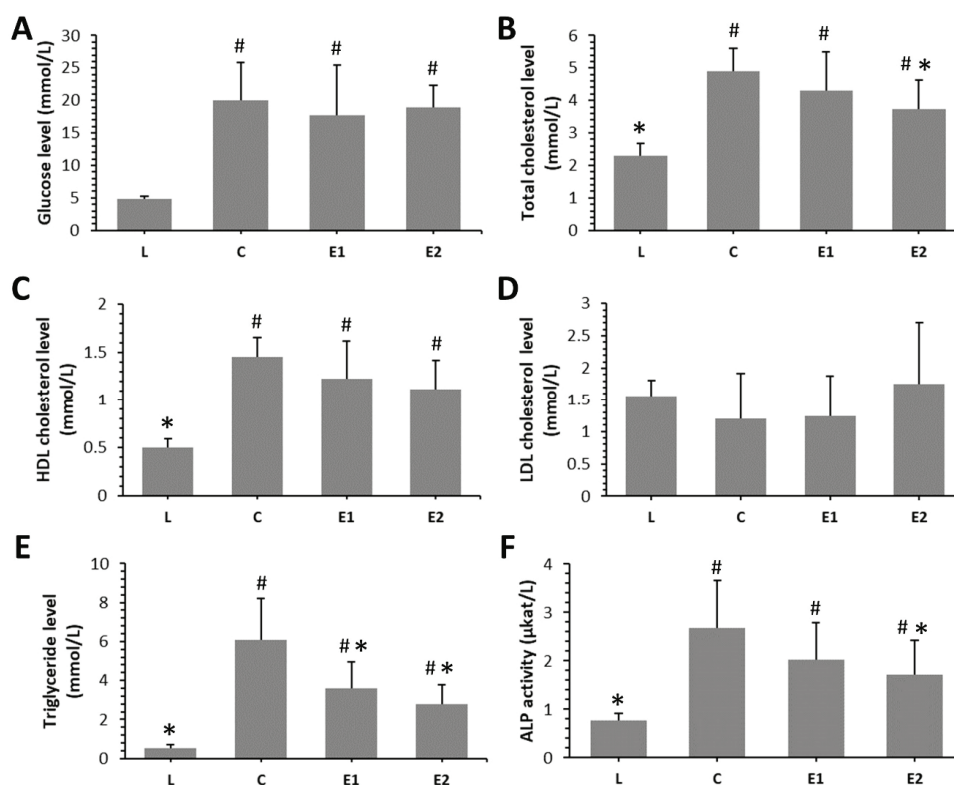 A
Glucose level (mmol/L)
30
25
20
15
10
5
0
#
#
#
L C E1 E2
B
Total cholesterol level
(mmol/L)
6
5
4
3
2
1
0
*
#
#
# *
L C E1 E2
C
HDL cholesterol level
(mmol/L)
2
1.5
1
0.5
0
*
#
#
#
L C E1 E2
D
LDL cholesterol level
(mmol/L)
3
2.5
2
1.5
1
0.5
0
L C E1 E2
E
Triglyceride level
(mmol/L)
10
8
6
4
2
0
*
#
# *
# *
L C E1 E2
F
ALP activity (μkat/L)
4
3
2
1
0
*
#
#
# *
L C E1 E2